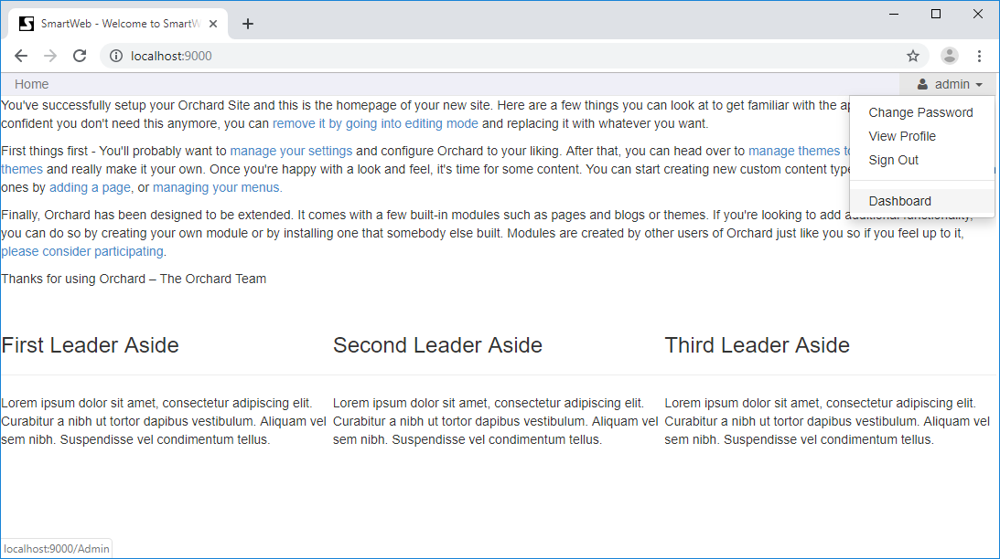 SmartWeb - Welcome to SmartW
localhost:9000
Home
admin
Change Password
View Profile
Sign Out
Dashboard
You've successfully setup your Orchard Site and this is the homepage of your new site. Here are a few things you can look at to get familiar with the
confident you don't need this anymore, you can remove it by going into editing mode and replacing it with whatever you want.
First things first - You'll probably want to manage your settings and configure Orchard to your liking. After that, you can head over to manage themes
themes and really make it your own. Once you're happy with a look and feel, it's time for some content. You can start creating new custom content
ones by adding a page, or managing your menus.
Finally, Orchard has been designed to be extended. It comes with a few built-in modules such as pages and blogs or themes. If you're looking to add additional functionality,
you can do so by creating your own module or by installing one that somebody else built. Modules are created by other users of Orchard just like you so if you feel up to it,
please consider participating.
Thanks for using Orchard – The Orchard Team
First Leader Aside
Second Leader Aside
Third Leader Aside
Lorem ipsum dolor sit amet, consectetur adipiscing elit.
Curabitur a nibh ut tortor dapibus vestibulum. Aliquam vel
sem nibh. Suspendisse vel condimentum tellus.
Lorem ipsum dolor sit amet, consectetur adipiscing elit.
Curabitur a nibh ut tortor dapibus vestibulum. Aliquam vel
sem nibh. Suspendisse vel condimentum tellus.
Lorem ipsum dolor sit amet, consectetur adipiscing elit.
Curabitur a nibh ut tortor dapibus vestibulum. Aliquam vel
sem nibh. Suspendisse vel condimentum tellus.
localhost:9000/Admin